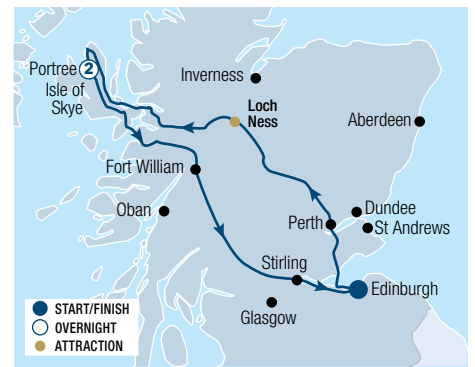 Portree 2
Isle of
Skye
Inverness
Loch
Ness
Aberdeen
Fort William
Oban
Dundee
Perth
St Andrews
Stirling
Edinburgh
Glasgow
START/FINISH
OVERNIGHT
ATTRACTION